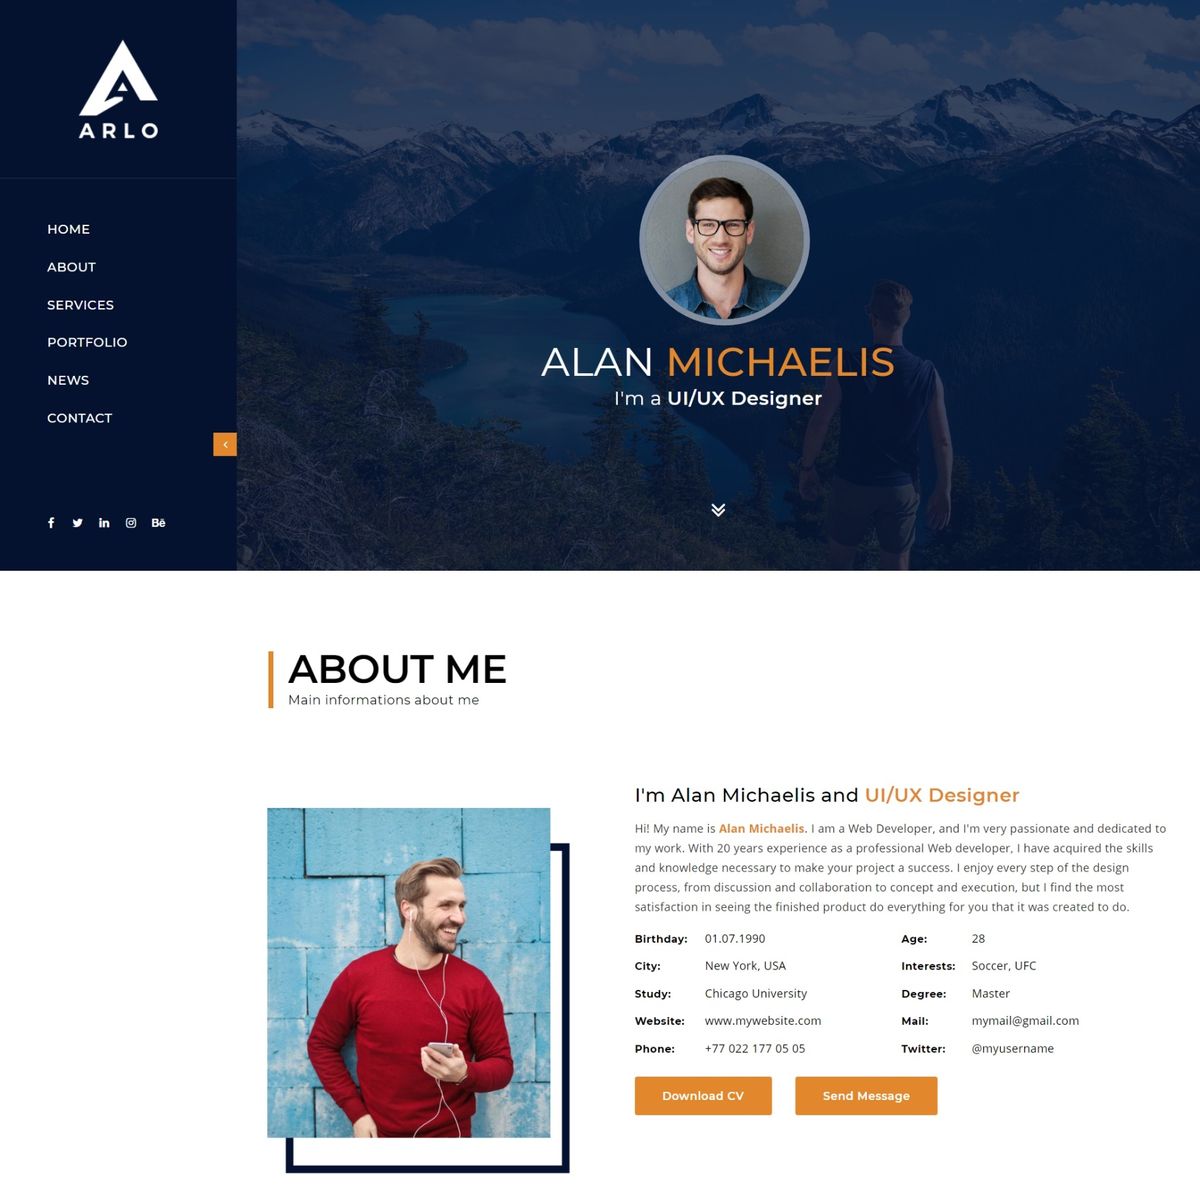 ARLO
HOME
ABOUT
SERVICES
PORTFOLIO
NEWS
CONTACT
Bē
ALAN MICHAELIS
I'm a UI/UX Designer
ABOUT ME
Main informations about me
I'm Alan Michaelis and UI/UX Designer
Hi! My name is Alan Michaelis. I am a Web Developer, and I'm very passionate and dedicated to
my work. With 20 years experience as a professional Web developer, I have acquired the skills
and knowledge necessary to make your project a success. I enjoy every step of the design
process, from discussion and collaboration to concept and execution, but I find the most
satisfaction in seeing the finished product do everything for you that it was created to do.
Birthday: 01.07.1990 Age: 28
City: New York, USA Interests: Soccer, UFC
Study: Chicago University Degree: Master
Website: www.mywebsite.com Mail: mymail@gmail.com
Phone: +77 022 177 05 05 Twitter: @myusername
Download CV Send Message